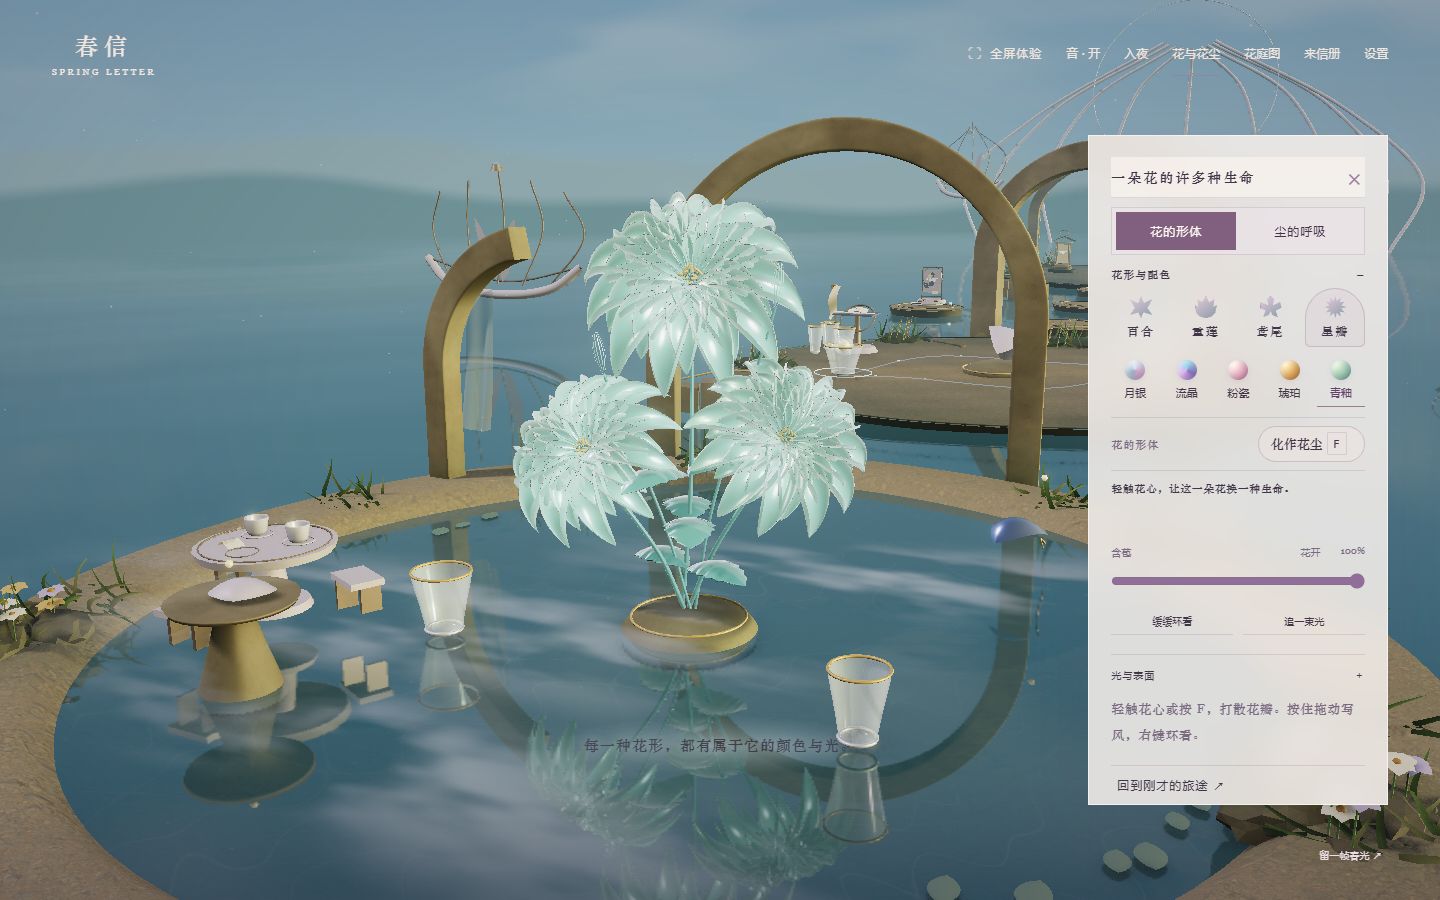 春信
SPRING LETTER
全屏体验 音·开 入夜 花与花尘 花庭图 来信册 设置
一朵花的许多种生命 ×
花的形体 尘的呼吸
花形与配色 −
百合 重莲 鸢尾 星瓣
月银 流晶 粉瓷 琥珀 青釉
花的形体 化作花尘 F
轻触花心，让这一朵花换一种生命。
含苞 花开 100%
缓缓环看 追一束光
光与表面 +
轻触花心或按 F，打散花瓣。按住拖动写
风，右键环看。
回到刚才的旅途 ↗
每一种花形，都有属于它的颜色与光。
留一帧春光 ↗